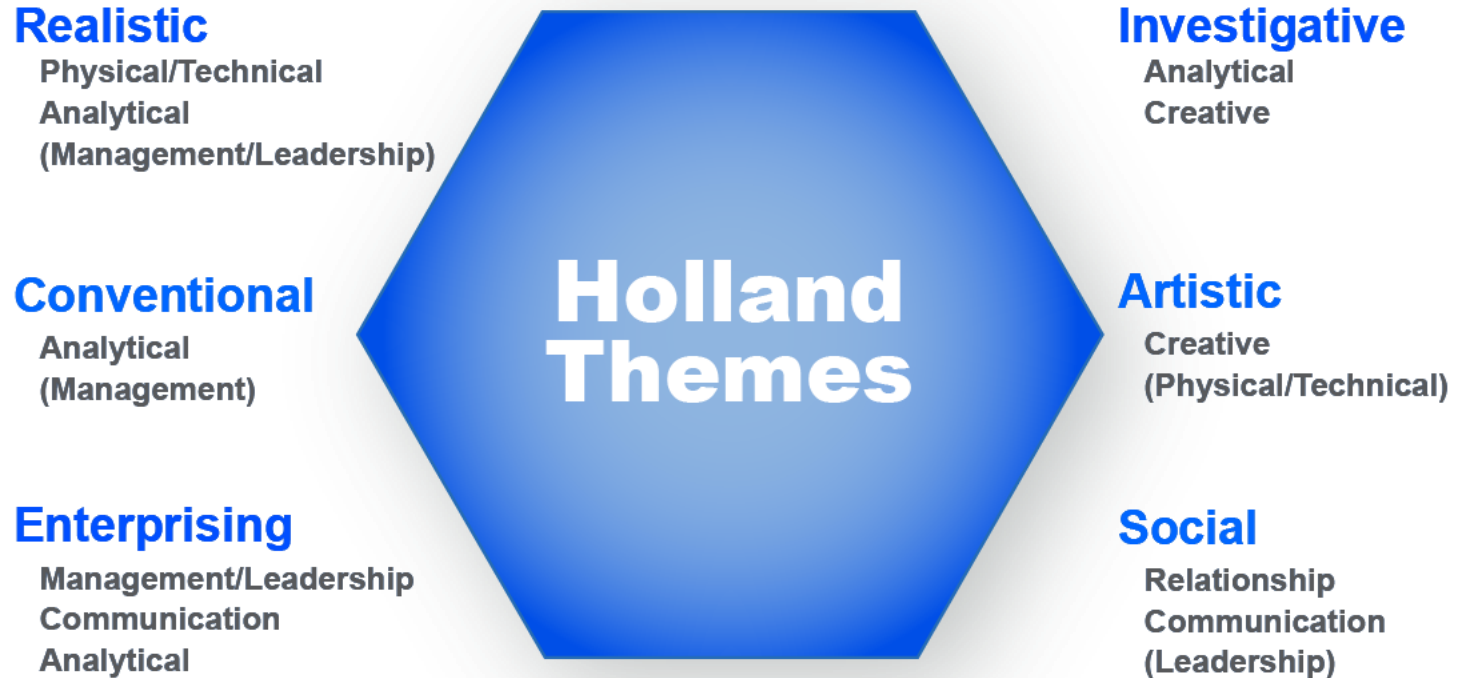 Realistic
Physical/Technical
Analytical
(Management/Leadership)
Investigative
Analytical
Creative
Conventional
Analytical
(Management)
Holland
Themes
Artistic
Creative
(Physical/Technical)
Enterprising
Management/Leadership
Communication
Analytical
Social
Relationship
Communication
(Leadership)